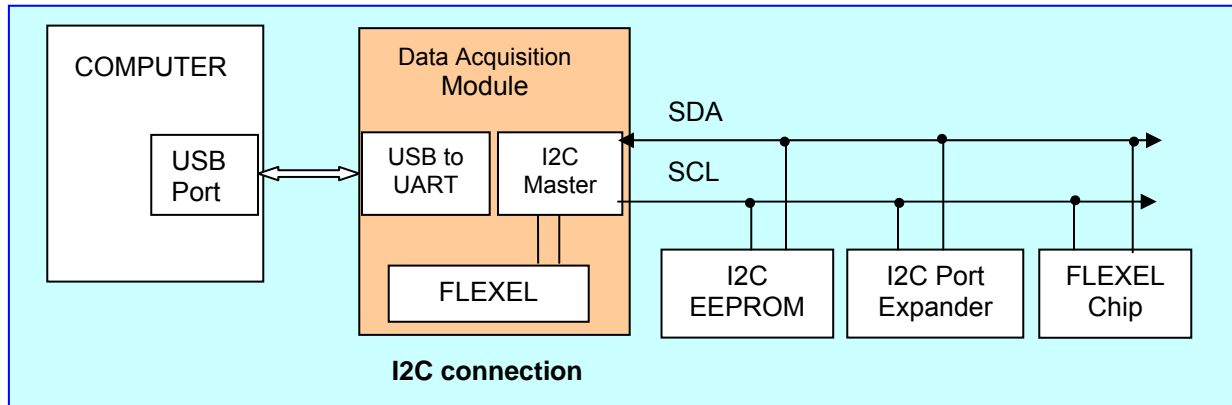 COMPUTER
USB
Port
Data Acquisition
Module
USB to
UART
I2C
Master
FLEXEL
SDA
SCL
I2C
EEPROM
I2C Port
Expander
FLEXEL
Chip
I2C connection